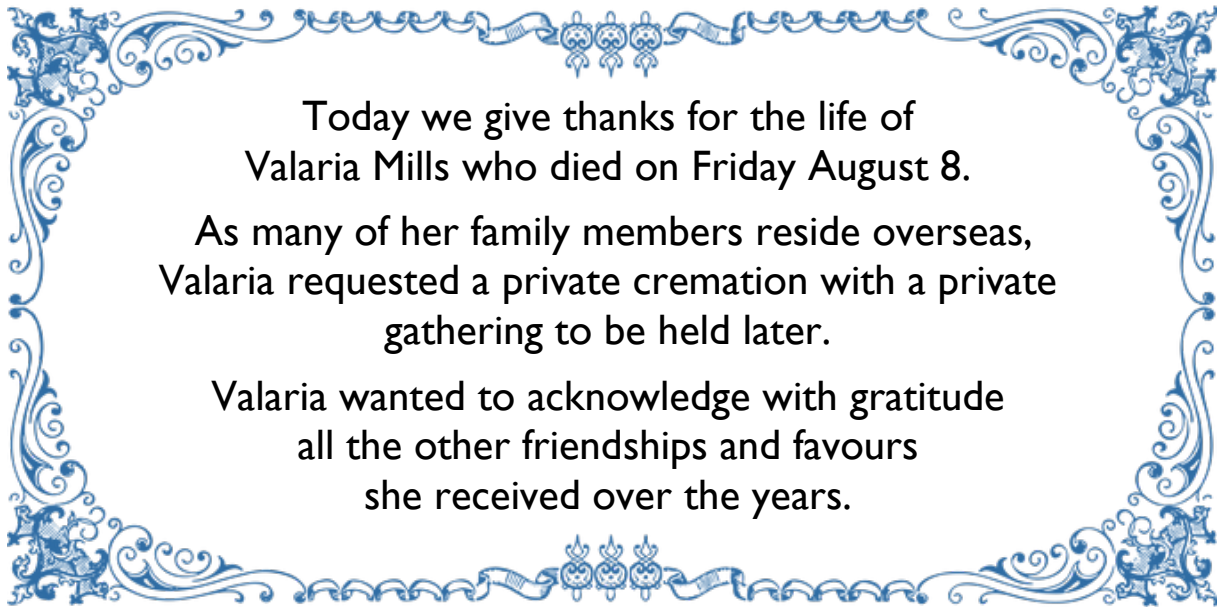 Today we give thanks for the life of
Valaria Mills who died on Friday August 8.
As many of her family members reside overseas,
Valaria requested a private cremation with a private
gathering to be held later.
Valaria wanted to acknowledge with gratitude
all the other friendships and favours
she received over the years.